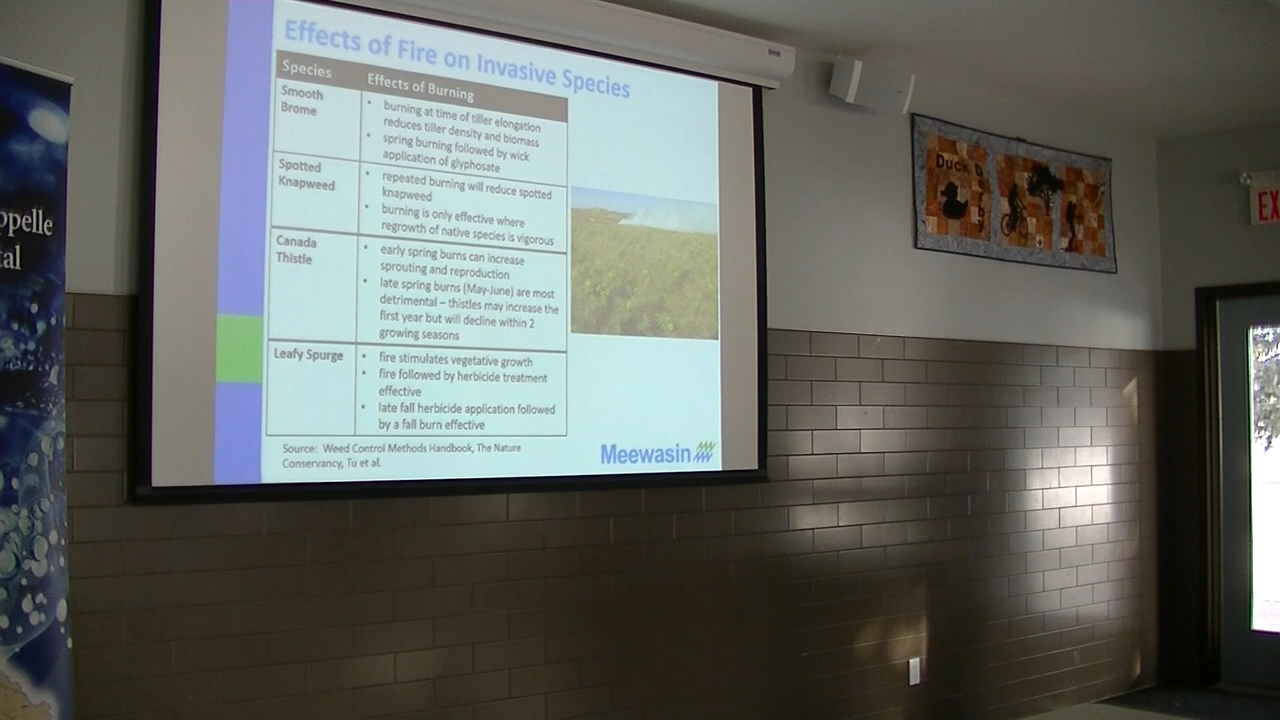 Effects of Fire on Invasive Species
Species
Effects of Burning
Smooth
Brome
• burning at time of tiller elongation
reduces tiller density and biomass
• spring burning followed by wick
application of glyphosate
Spotted
Knapweed
• repeated burning will reduce spotted
knapweed
• burning is only effective where
regrowth of native species is vigorous
Canada
Thistle
• early spring burns can increase
sprouting and reproduction
• late spring burns (May-June) are most
detrimental – thistles may increase the
first year but will decline within 2
growing seasons
Leafy Spurge
• fire stimulates vegetative growth
• fire followed by herbicide treatment
effective
• late fall herbicide application followed
by a fall burn effective
Source: Weed Control Methods Handbook, The Nature
Conservancy, Tu et al.
Meewasin
ppelle
tal
Duck
EX